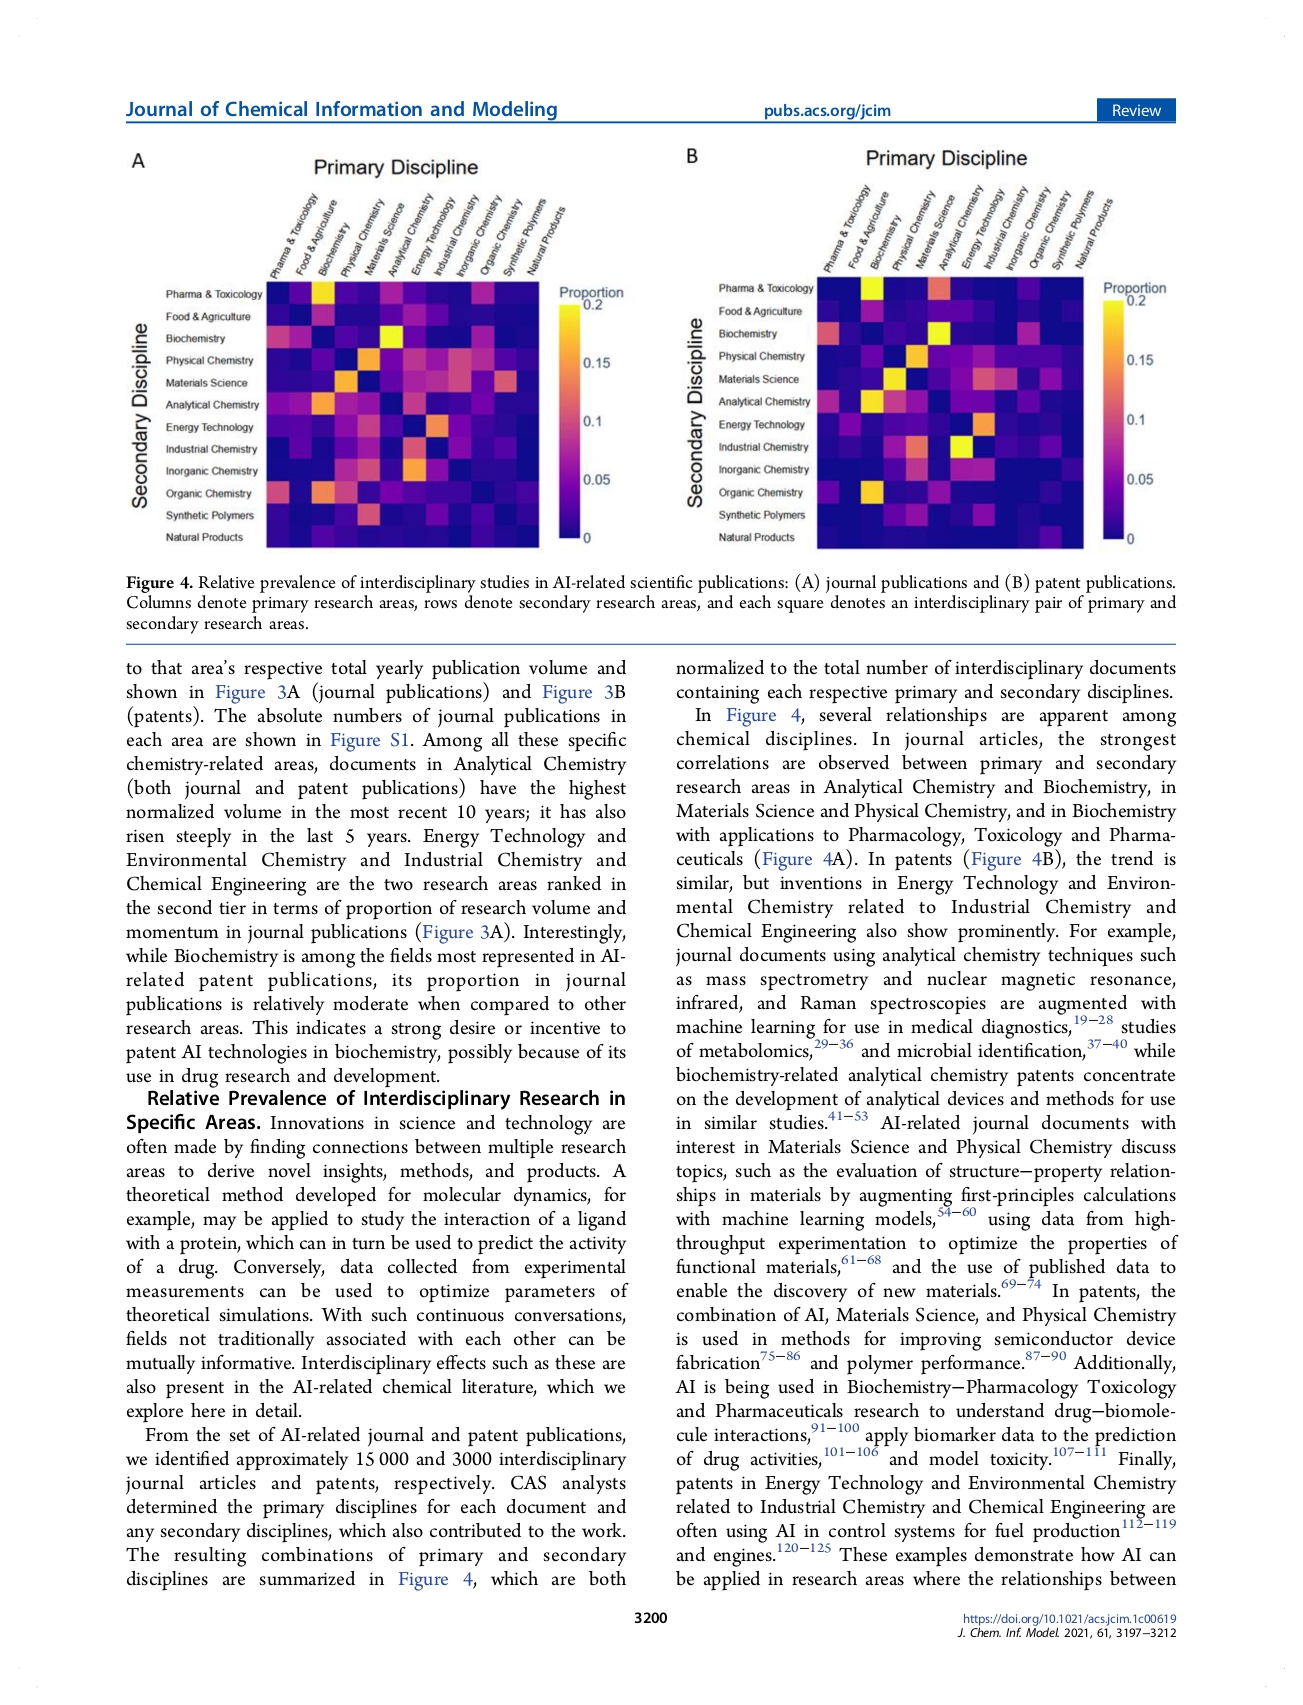 Journal of Chemical Information and Modeling
pubs.acs.org/jcim
Review
A
Primary Discipline
Pharma & Toxicology
Food & Agriculture
Biochemistry
Physical Chemistry
Materials Science
Analytical Chemistry
Energy Technology
Industrial Chemistry
Inorganic Chemistry
Organic Chemistry
Synthetic Polymers
Natural Products
Secondary Discipline
Pharma & Toxicology
Food & Agriculture
Biochemistry
Physical Chemistry
Materials Science
Analytical Chemistry
Energy Technology
Industrial Chemistry
Inorganic Chemistry
Organic Chemistry
Synthetic Polymers
Natural Products
Proportion
0.2
0.15
0.1
0.05
0
B
Primary Discipline
Pharma & Toxicology
Food & Agriculture
Biochemistry
Physical Chemistry
Materials Science
Analytical Chemistry
Energy Technology
Industrial Chemistry
Inorganic Chemistry
Organic Chemistry
Synthetic Polymers
Natural Products
Secondary Discipline
Pharma & Toxicology
Food & Agriculture
Biochemistry
Physical Chemistry
Materials Science
Analytical Chemistry
Energy Technology
Industrial Chemistry
Inorganic Chemistry
Organic Chemistry
Synthetic Polymers
Natural Products
Proportion
0.2
0.15
0.1
0.05
0
Figure 4. Relative prevalence of interdisciplinary studies in AI-related scientific publications: (A) journal publications and (B) patent publications.
Columns denote primary research areas, rows denote secondary research areas, and each square denotes an interdisciplinary pair of primary and
secondary research areas.
to that area's respective total yearly publication volume and
shown in Figure 3A (journal publications) and Figure 3B
(patents). The absolute numbers of journal publications in
each area are shown in Figure S1. Among all these specific
chemistry-related areas, documents in Analytical Chemistry
(both journal and patent publications) have the highest
normalized volume in the most recent 10 years; it has also
risen steeply in the last 5 years. Energy Technology and
Environmental Chemistry and Industrial Chemistry and
Chemical Engineering are the two research areas ranked in
the second tier in terms of proportion of research volume and
momentum in journal publications (Figure 3A). Interestingly,
while Biochemistry is among the fields most represented in AI-
related patent publications, its proportion in journal
publications is relatively moderate when compared to other
research areas. This indicates a strong desire or incentive to
patent AI technologies in biochemistry, possibly because of its
use in drug research and development.
Relative Prevalence of Interdisciplinary Research in
Specific Areas. Innovations in science and technology are
often made by finding connections between multiple research
areas to derive novel insights, methods, and products. A
theoretical method developed for molecular dynamics, for
example, may be applied to study the interaction of a ligand
with a protein, which can in turn be used to predict the activity
of a drug. Conversely, data collected from experimental
measurements can be used to optimize parameters of
theoretical simulations. With such continuous conversations,
fields not traditionally associated with each other can be
mutually informative. Interdisciplinary effects such as these are
also present in the AI-related chemical literature, which we
explore here in detail.
From the set of AI-related journal and patent publications,
we identified approximately 15 000 and 3000 interdisciplinary
journal articles and patents, respectively. CAS analysts
determined the primary disciplines for each document and
any secondary disciplines, which also contributed to the work.
The resulting combinations of primary and secondary
disciplines are summarized in Figure 4, which are both
normalized to the total number of interdisciplinary documents
containing each respective primary and secondary disciplines.
In Figure 4, several relationships are apparent among
chemical disciplines. In journal articles, the strongest
correlations are observed between primary and secondary
research areas in Analytical Chemistry and Biochemistry, in
Materials Science and Physical Chemistry, and in Biochemistry
with applications to Pharmacology, Toxicology and Pharma-
ceuticals (Figure 4A). In patents (Figure 4B), the trend is
similar, but inventions in Energy Technology and Environ-
mental Chemistry related to Industrial Chemistry and
Chemical Engineering also show prominently. For example,
journal documents using analytical chemistry techniques such
as mass spectrometry and nuclear magnetic resonance,
infrared, and Raman spectroscopies are augmented with
machine learning for use in medical diagnostics,19−28 studies
of metabolomics,29−36 and microbial identification,37−40 while
biochemistry-related analytical chemistry patents concentrate
on the development of analytical devices and methods for use
in similar studies.41−53 AI-related journal documents with
interest in Materials Science and Physical Chemistry discuss
topics, such as the evaluation of structure−property relation-
ships in materials by augmenting first-principles calculations
with machine learning models,54−60 using data from high-
throughput experimentation to optimize the properties of
functional materials,61−68 and the use of published data to
enable the discovery of new materials.69−74 In patents, the
combination of AI, Materials Science, and Physical Chemistry
is used in methods for improving semiconductor device
fabrication75−86 and polymer performance.87−90 Additionally,
AI is being used in Biochemistry−Pharmacology Toxicology
and Pharmaceuticals research to understand drug−biomole-
cule interactions,91−100 apply biomarker data to the prediction
of drug activities,101−106 and model toxicity.107−111 Finally,
patents in Energy Technology and Environmental Chemistry
related to Industrial Chemistry and Chemical Engineering are
often using AI in control systems for fuel production112−119
and engines.120−125 These examples demonstrate how AI can
be applied in research areas where the relationships between
3200
https://doi.org/10.1021/acs.jcim.1c00619
J. Chem. Inf. Model. 2021, 61, 3197−3212